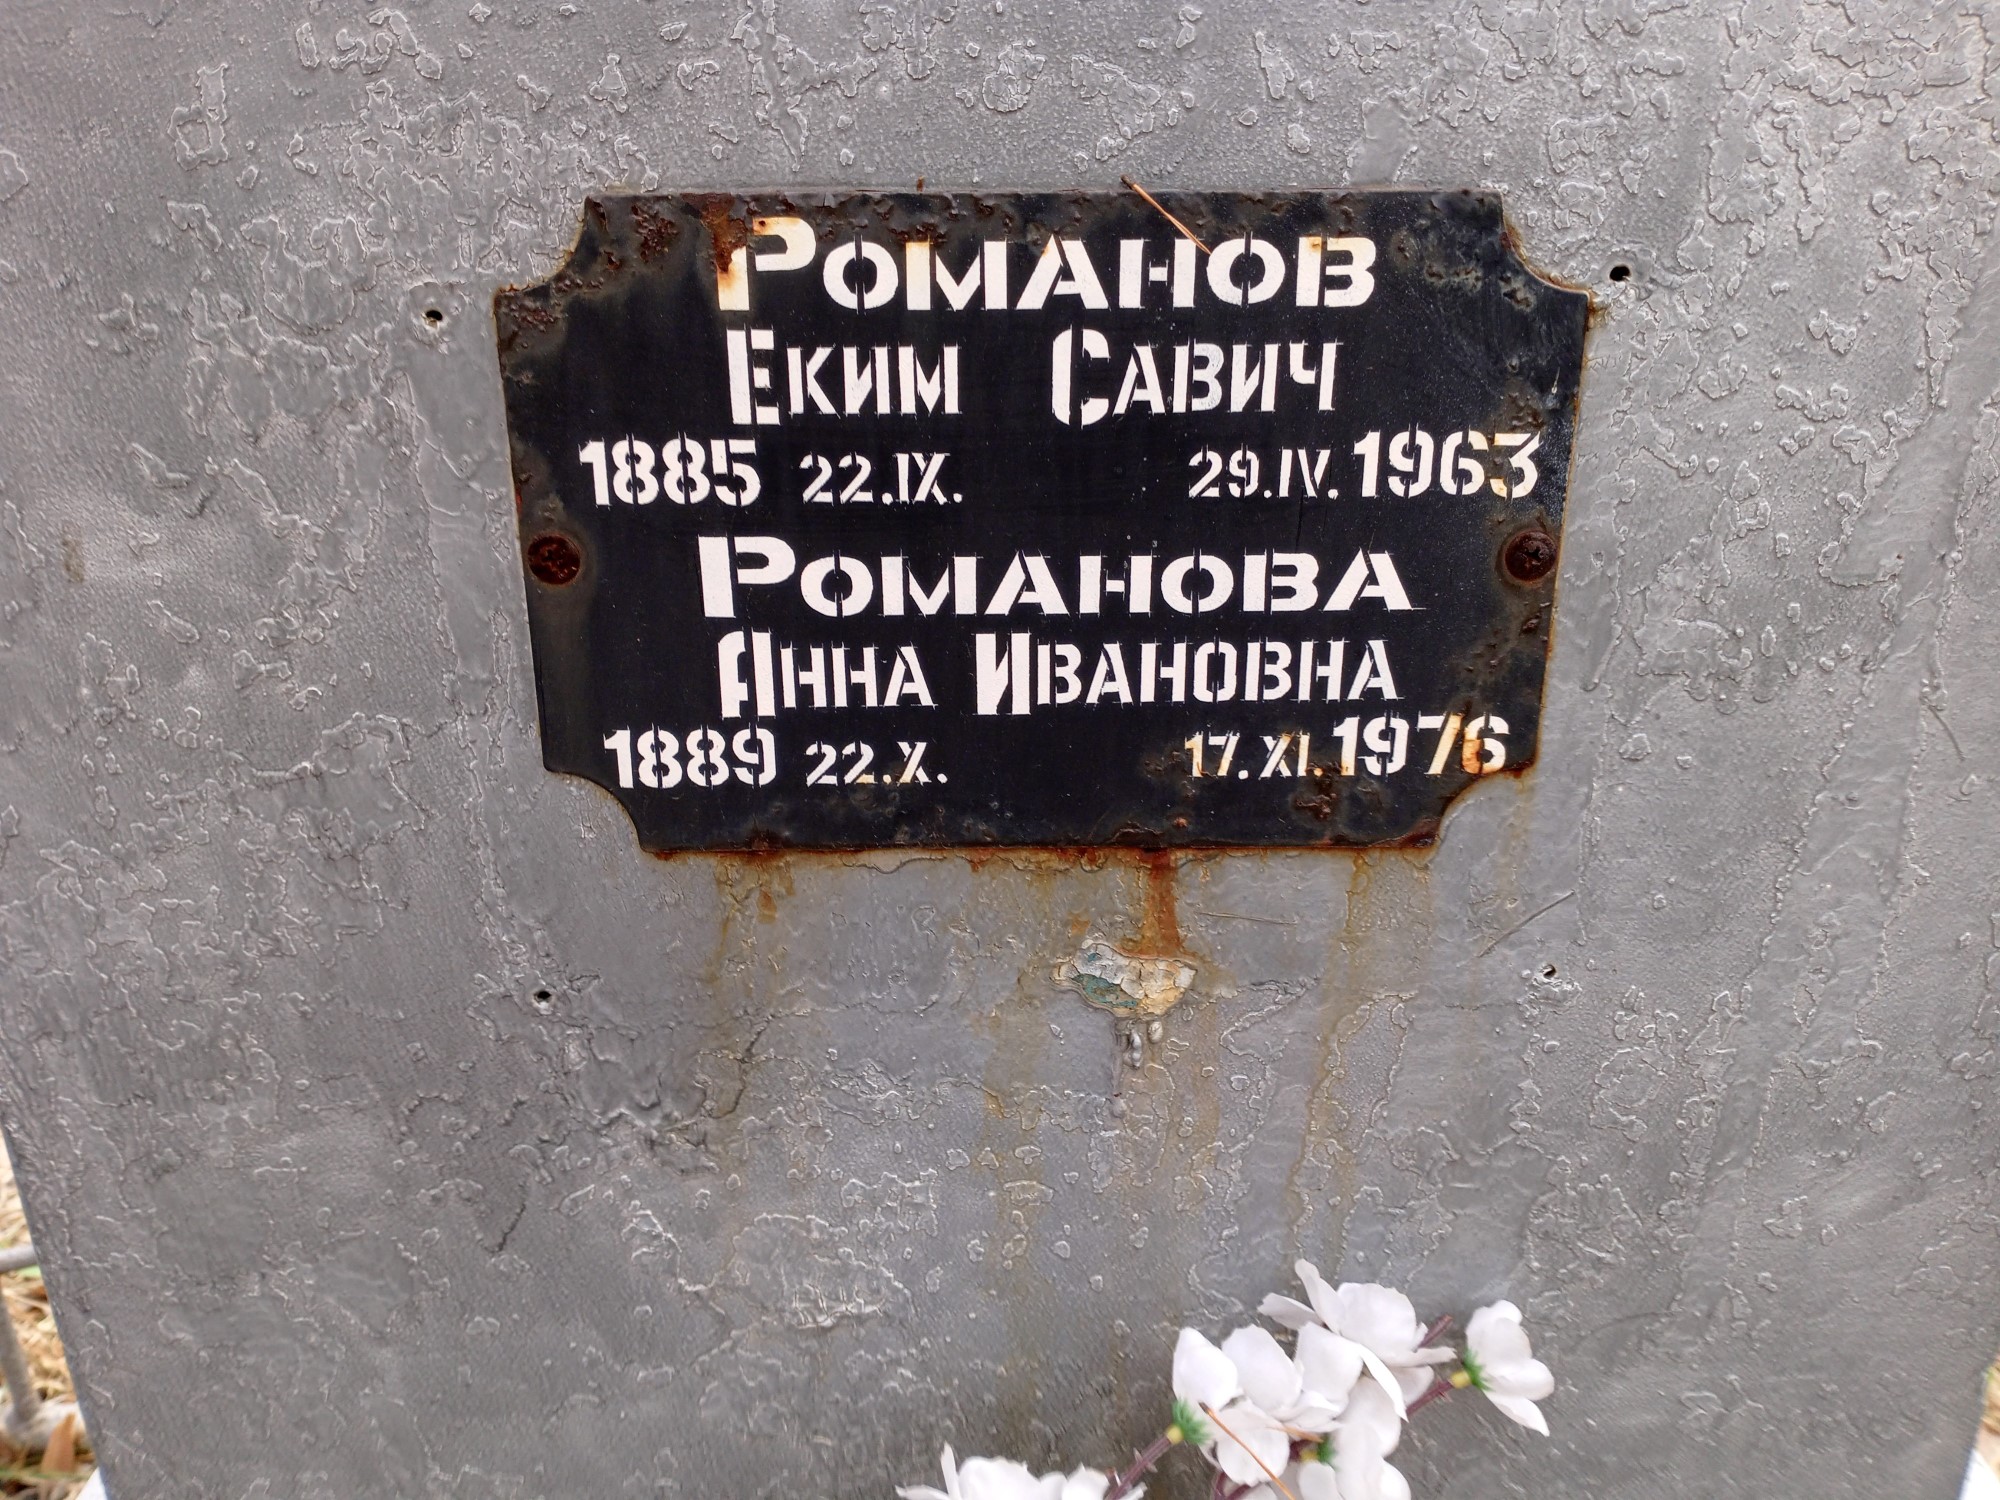 Романов
Еким Савич
1885 22.IX. 29.IV. 1963
Романова
Анна Ивановна
1889 22.X. 17.XI. 1976